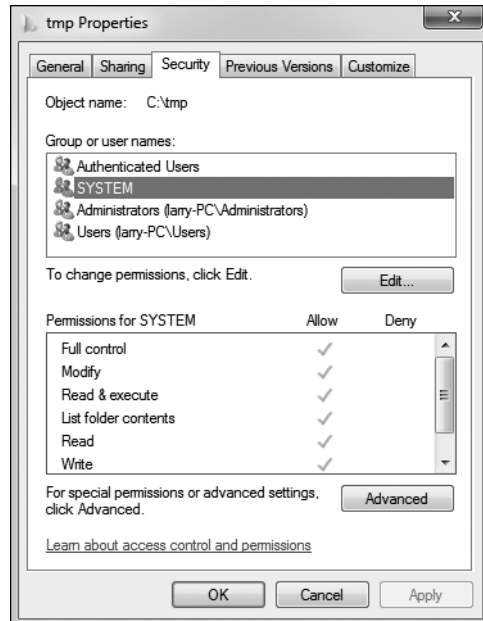 tmp Properties
General Sharing Security Previous Versions Customize
Object name: C:\tmp
Group or user names:
Authenticated Users
SYSTEM
Administrators (larry-PC\Administrators)
Users (larry-PC\Users)
To change permissions, click Edit.
Edit...
Permissions for SYSTEM Allow Deny
Full control
Modify
Read & execute
List folder contents
Read
Write
For special permissions or advanced settings,
click Advanced.
Advanced
Learn about access control and permissions
OK Cancel Apply